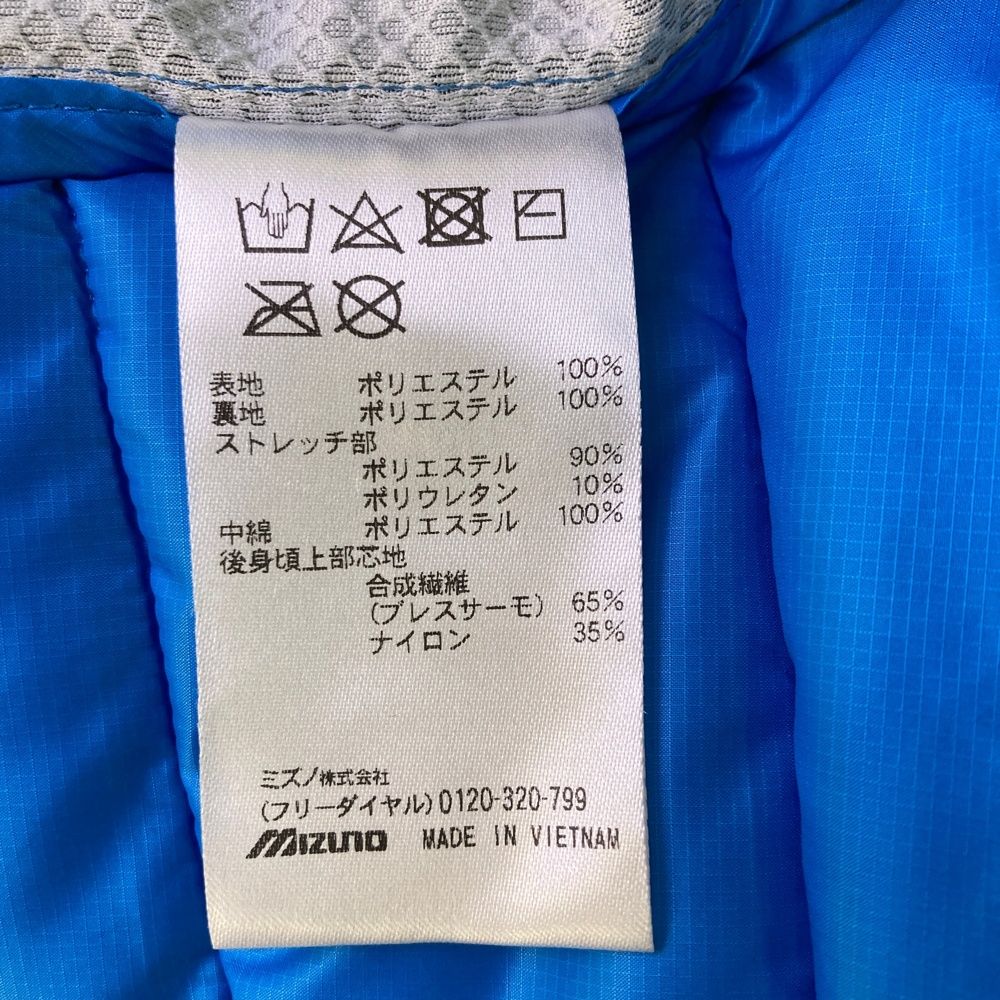 表地 ポリエステル 100%
裏地 ポリエステル 100%
ストレッチ部
ポリエステル 90%
ポリウレタン 10%
中綿 ポリエステル 100%
後身頃上部芯地
合成繊維
(ブレスサーモ) 65%
ナイロン 35%
ミズノ株式会社
(フリーダイヤル)0120-320-799
MIZUNO MADE IN VIETNAM